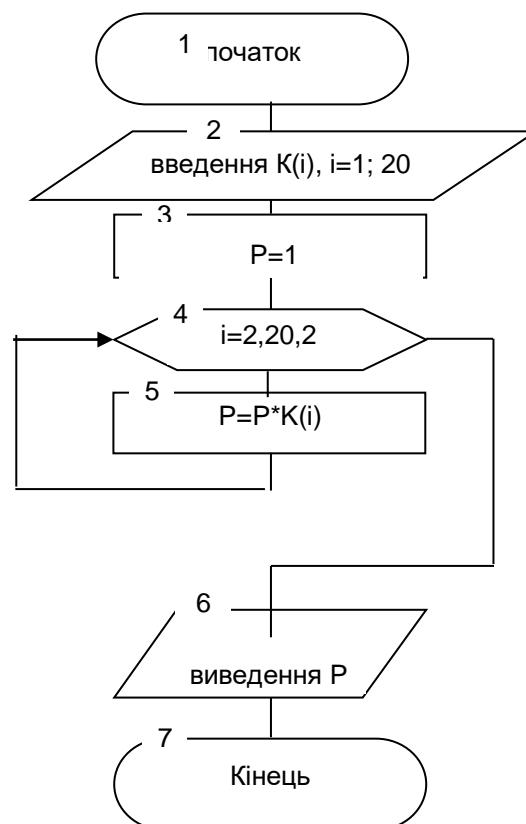 1 початок
2
введення К(i), i=1; 20
3
P=1
4
i=2,20,2
5
P=P*K(i)
6
виведення P
7
Кінець